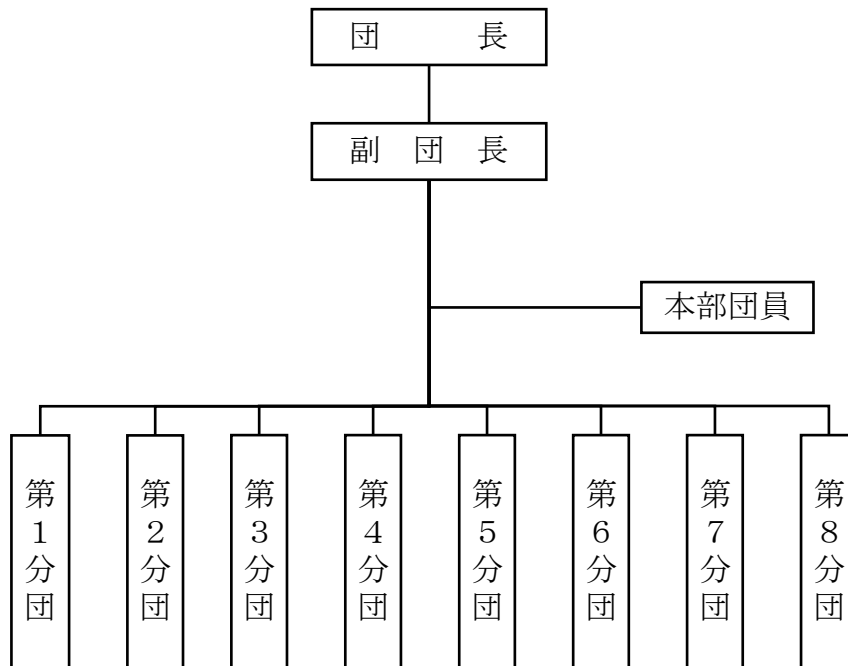 団　　長
副　団　長
本部団員
第１分団
第２分団
第３分団
第４分団
第５分団
第６分団
第７分団
第８分団